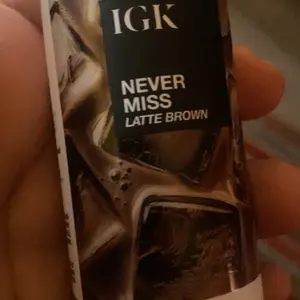 IGK
NEVER
MISS
LATTE BROWN